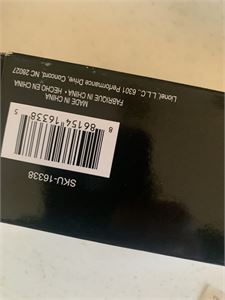 Lionel, L.L.C., 6301 Performance Drive, Concord, NC 28027
FABRIQUE IN CHINA • HECHO EN CHINA
MADE IN CHINA
8 86154 16338 5
SKU-16338